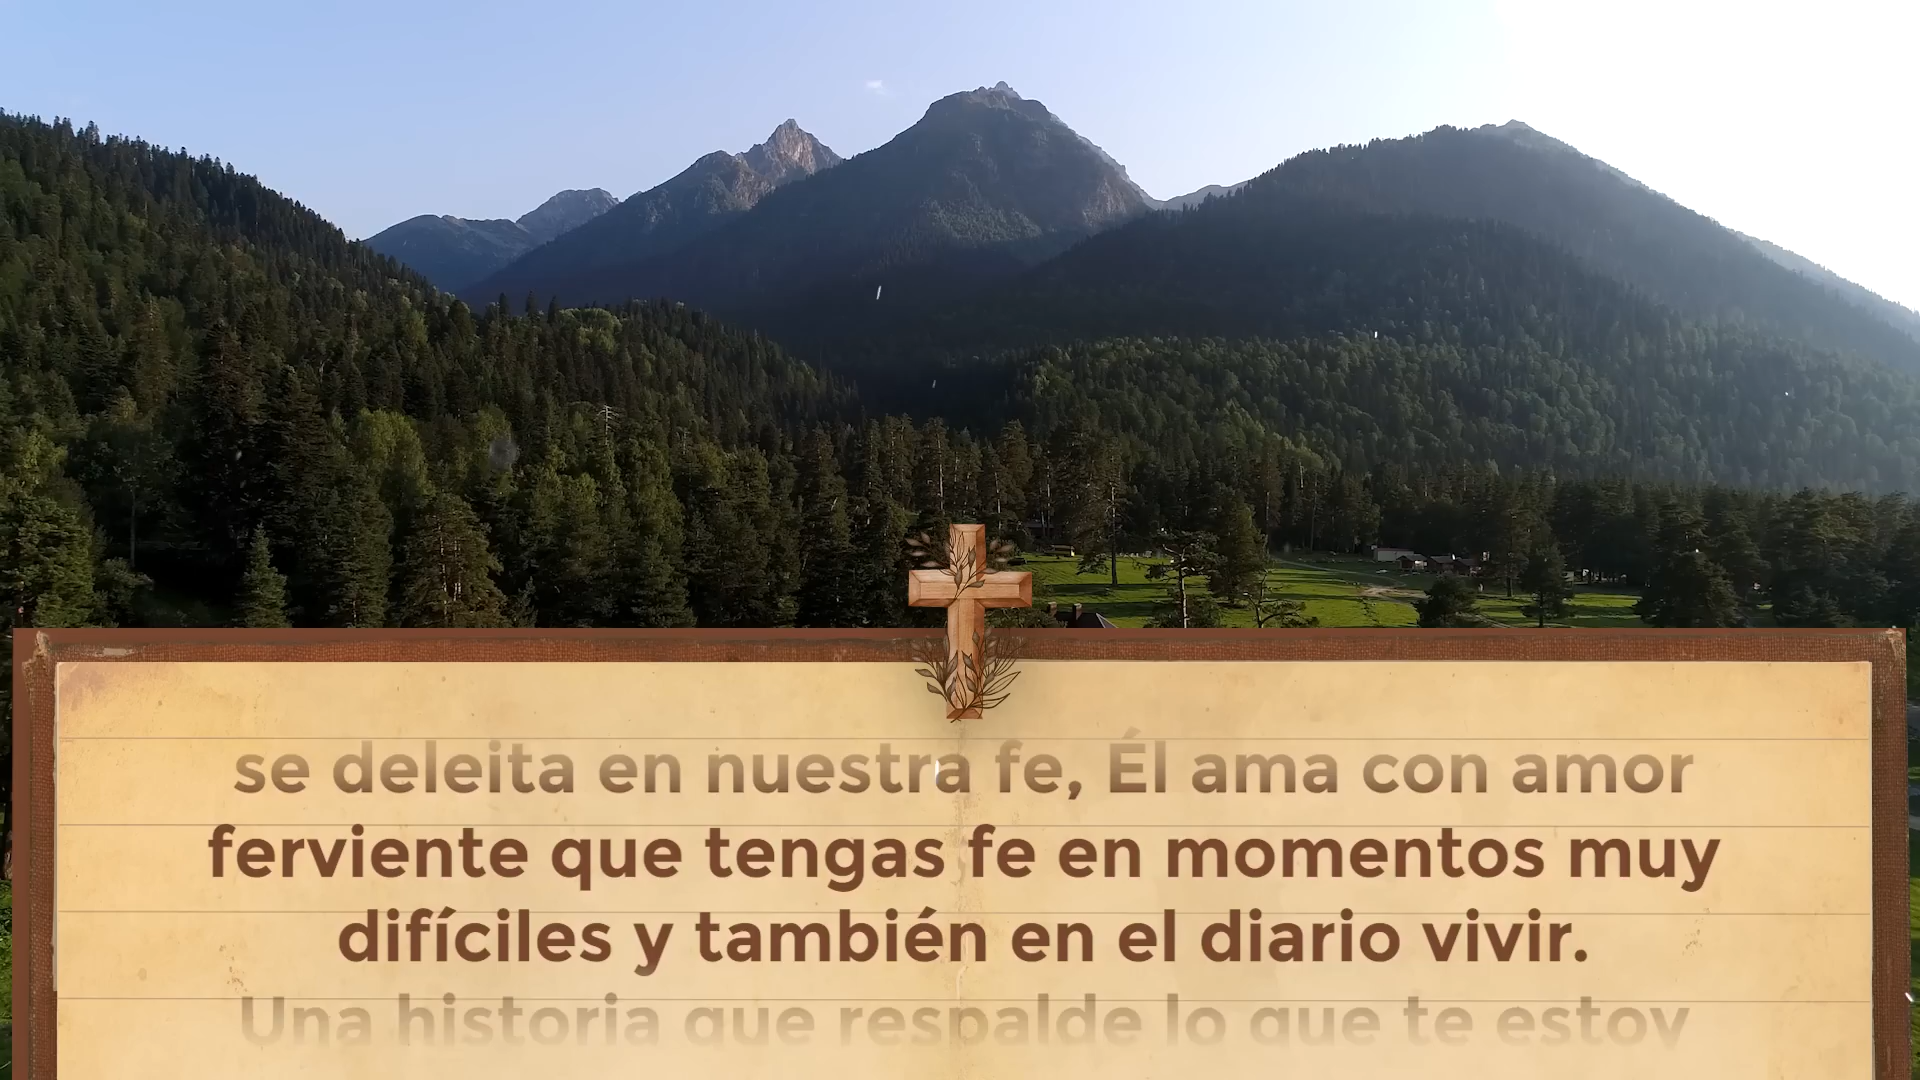 se deleita en nuestra fe, Él ama con amor
ferviente que tengas fe en momentos muy
difíciles y también en el diario vivir.
Una historia que respalde lo que te estoy